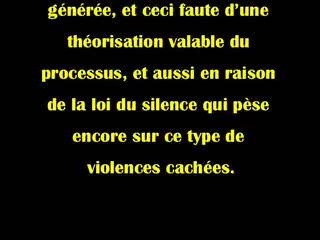 générée, et ceci faute d’une
théorisation valable du
processus, et aussi en raison
de la loi du silence qui pèse
encore sur ce type de
violences cachées.